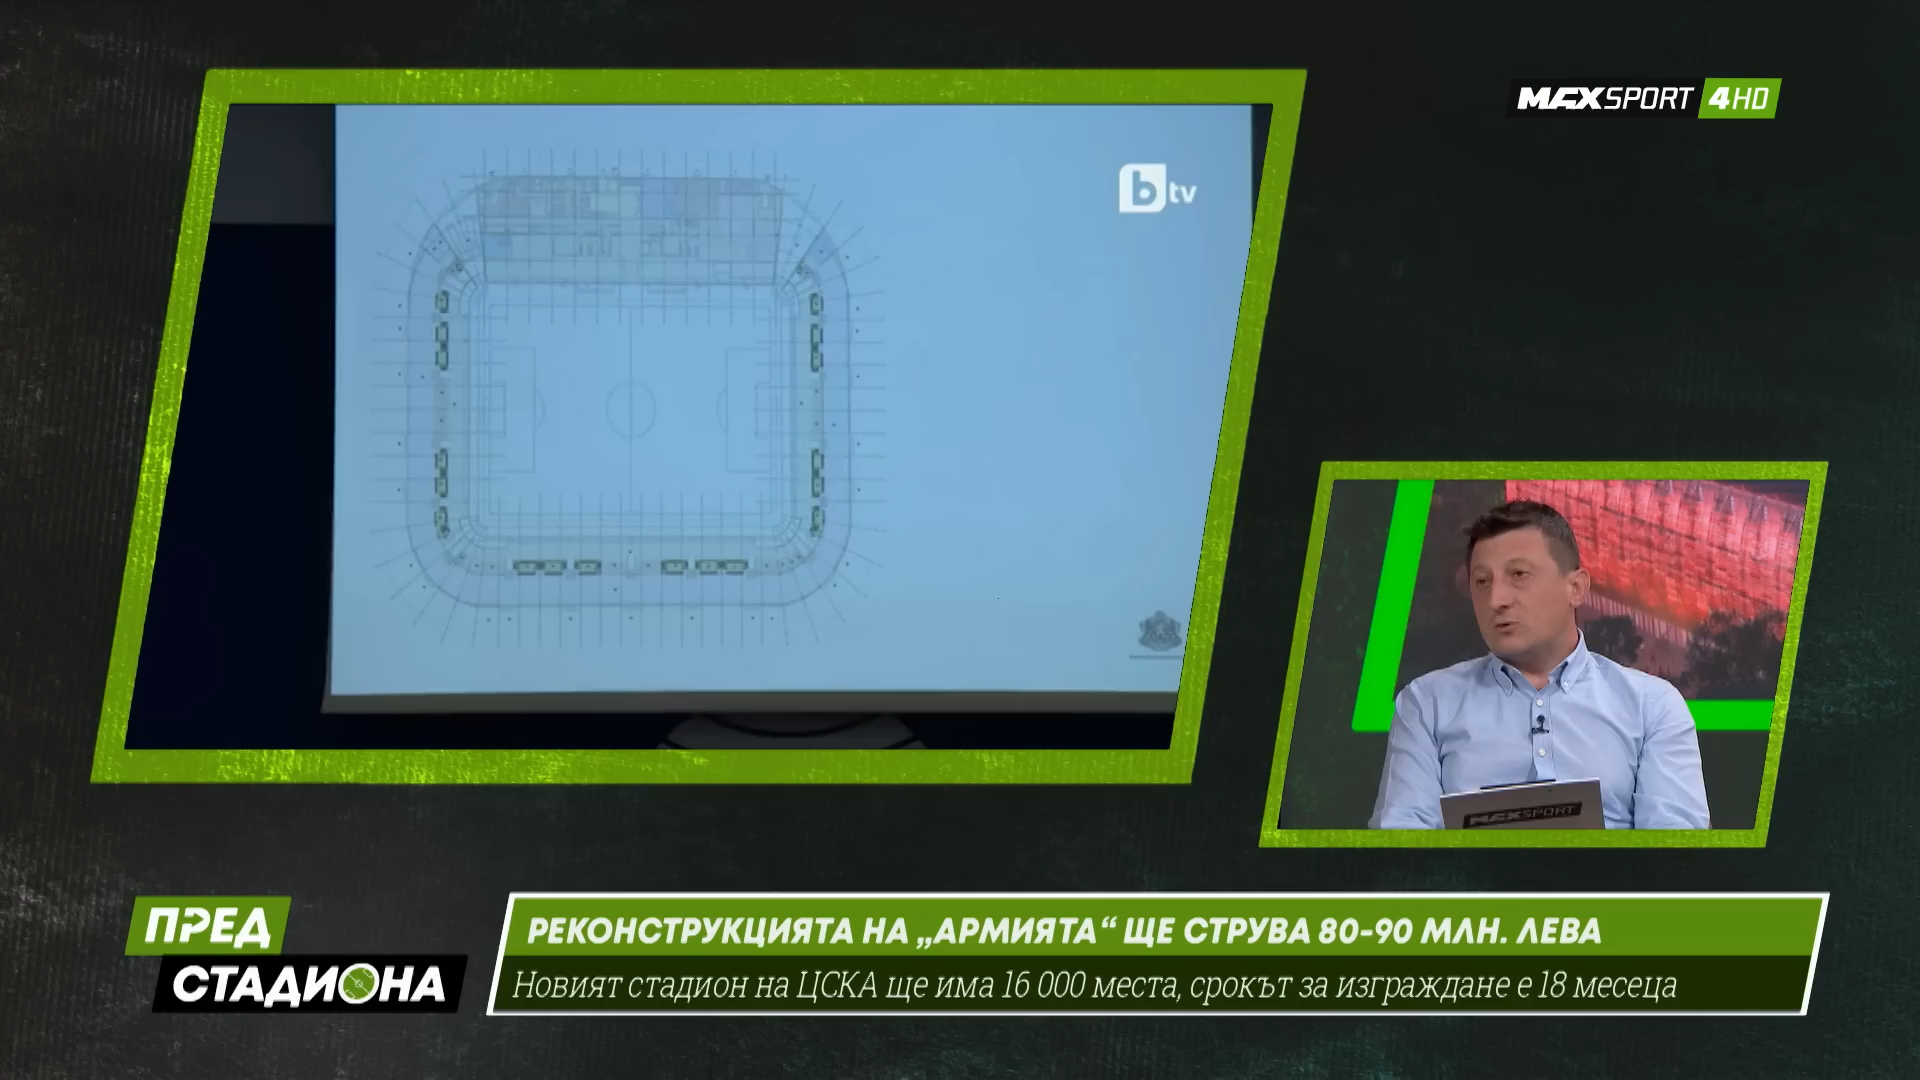 MAXSPORT 4HD
btv
MAXSPORT
ПРЕД
СТАДИОНА
РЕКОНСТРУКЦИЯТА НА „АРМИЯТА“ ЩЕ СТРУВА 80-90 МЛН. ЛЕВА
Новият стадион на ЦСКА ще има 16 000 места, срокът за изграждане е 18 месеца